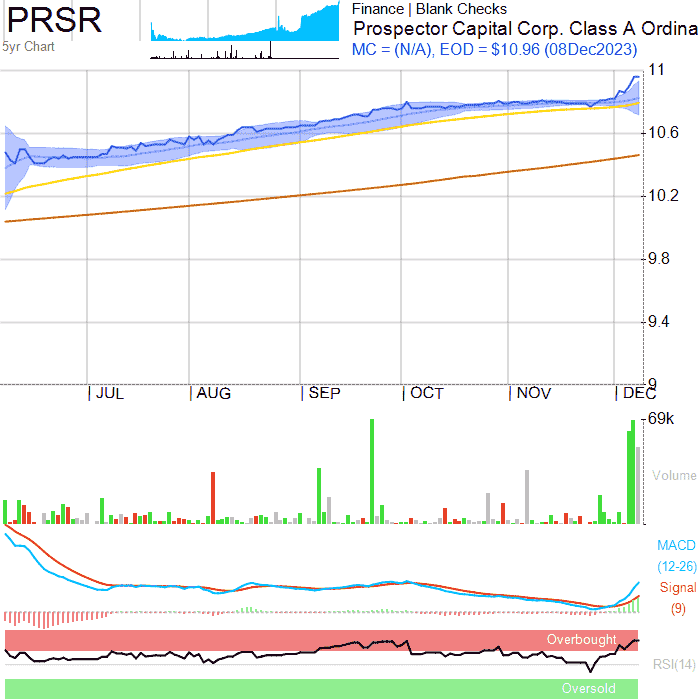 PRSR
5yr Chart
Finance | Blank Checks
Prospector Capital Corp. Class A Ordina
MC = (N/A), EOD = $10.96 (08Dec2023)
11
10.6
10.2
9.8
9.4
9
JUL AUG SEP OCT NOV DEC
69k
Volume
MACD
(12-26)
Signal
(9)
Overbought
RSI(14)
Oversold